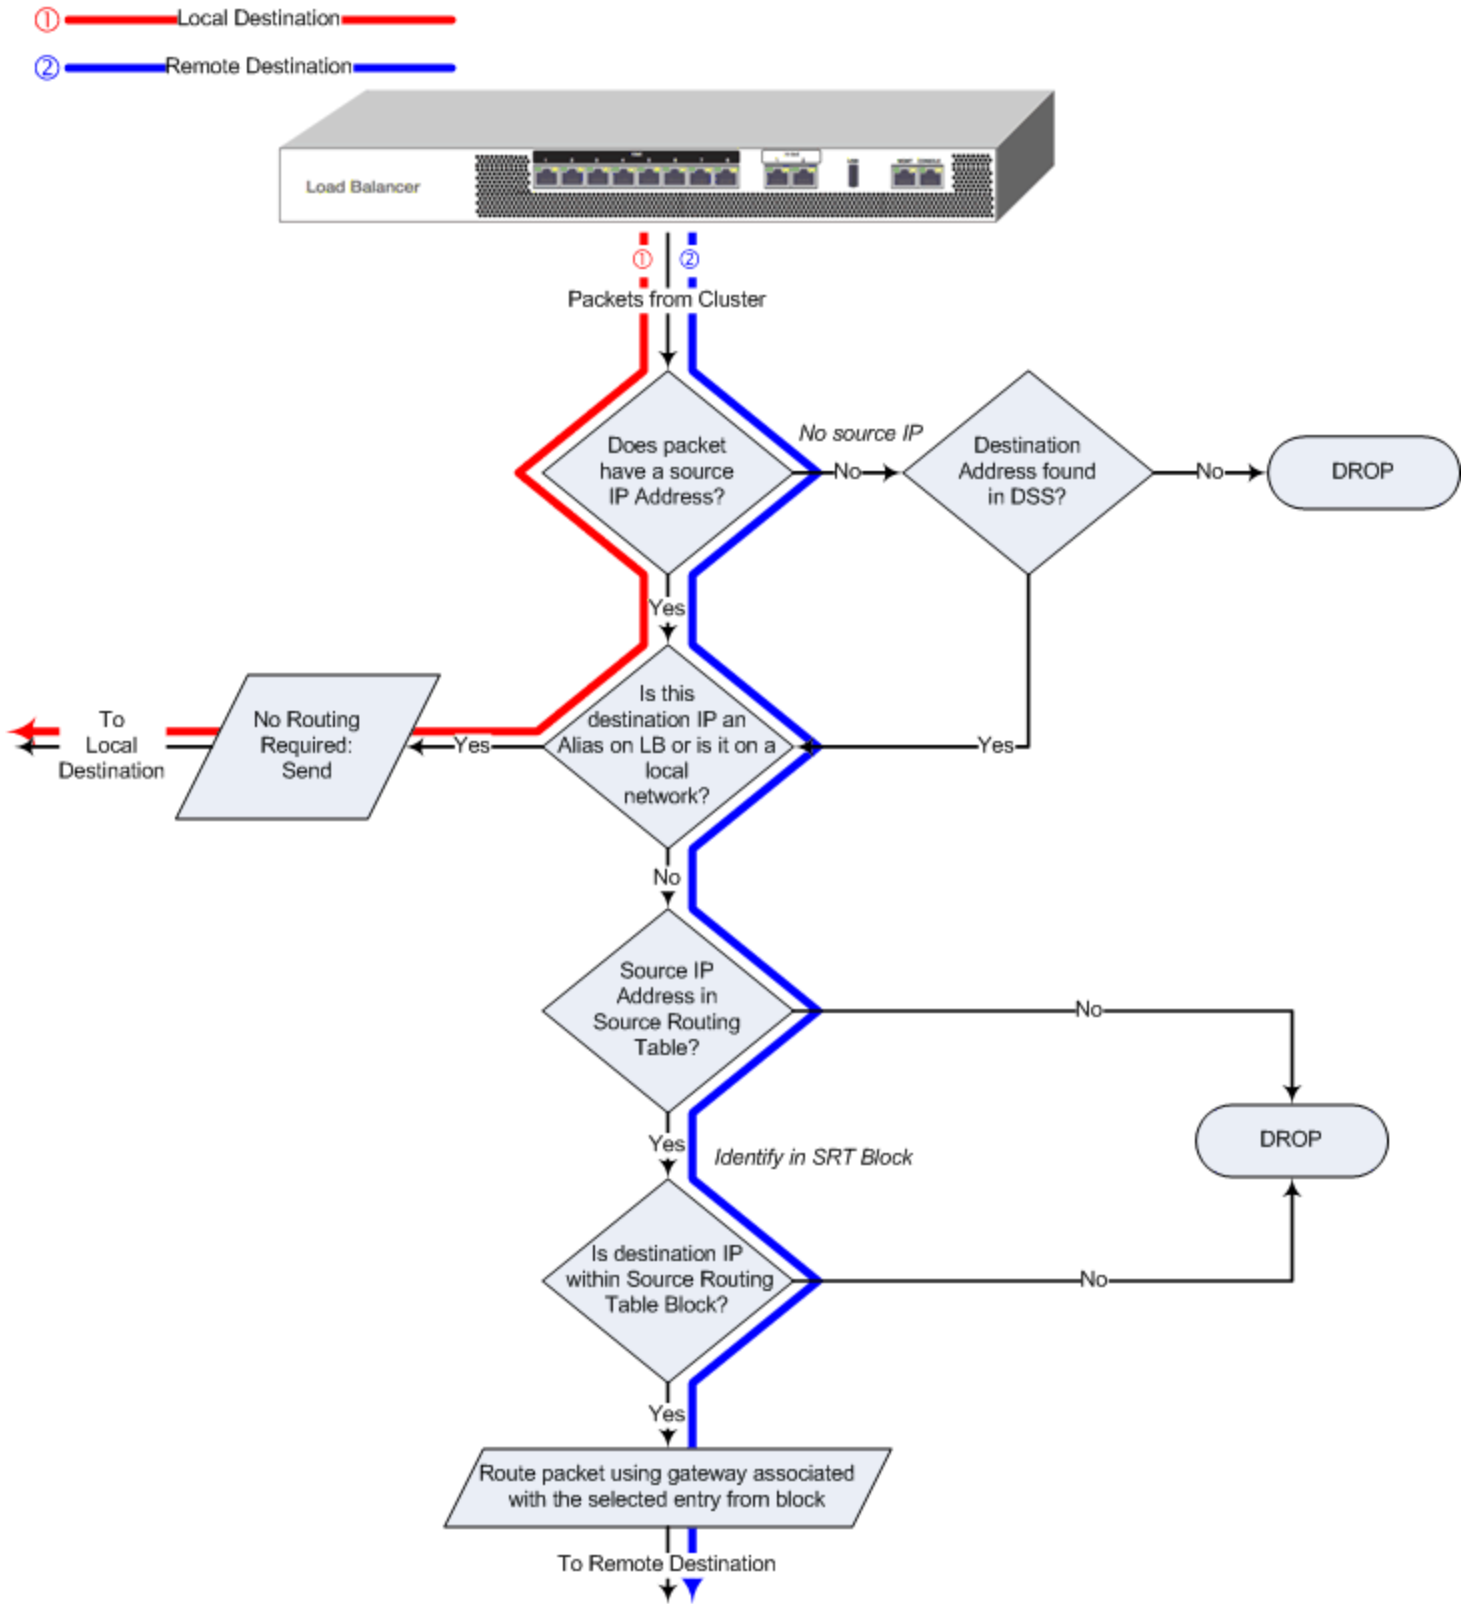 ① Local Destination
② Remote Destination
Load Balancer
① ②
Packets from Cluster
Does packet
have a source
IP Address?
No source IP
No
Destination
Address found
in DSS?
No
DROP
Yes
Is this
destination IP an
Alias on LB or is it on a
local
network?
Yes
Yes
No Routing
Required:
Send
To
Local
Destination
No
Source IP
Address in
Source Routing
Table?
No
DROP
Yes
Identify in SRT Block
Is destination IP
within Source Routing
Table Block?
No
Yes
Route packet using gateway associated
with the selected entry from block
To Remote Destination